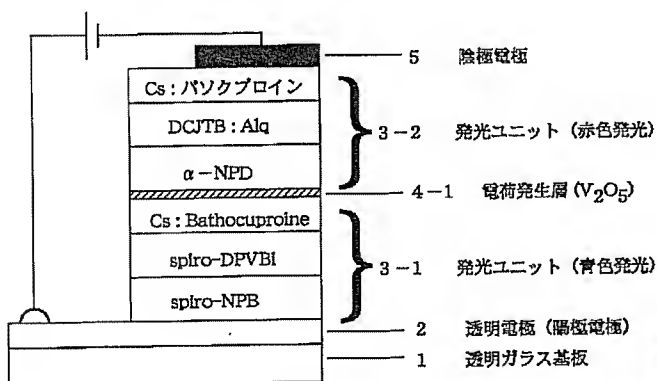 5 陰極電極
Cs:バソクプロイン
DCJTB:Alq
3-2 発光ユニット(赤色発光)
α-NPD
4-1 電荷発生層(V2O5)
Cs:Bathocuproine
spiro-DPVBi
3-1 発光ユニット(青色発光)
spiro-NPB
2 透明電極(陽極電極)
1 透明ガラス基板